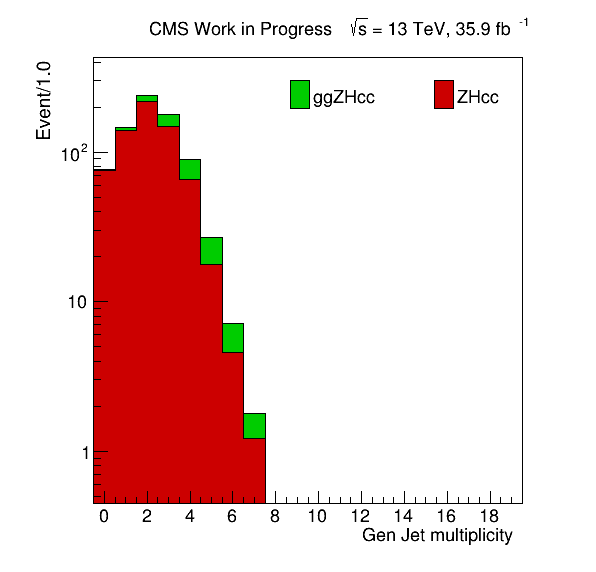 CMS Work in Progress √s = 13 TeV, 35.9 fb -1
Event/1.0
ggZHcc ZHcc
10²
10
1
0 2 4 6 8 10 12 14 16 18
Gen Jet multiplicity